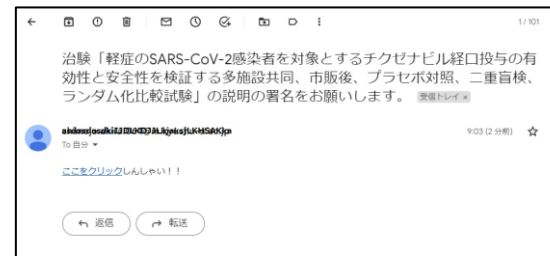 1 / 101
治験「軽症のSARS-CoV-2感染者を対象とするチクゼナビル経口投与の有
効性と安全性を検証する多施設共同、市販後、プラセボ対照、二重盲検、
ランダム化比較試験」の説明の署名をお願いします。 受信トレイ ×
9:03 (2 分前)
To 自分
ここをクリックしんしゃい！！
返信 転送